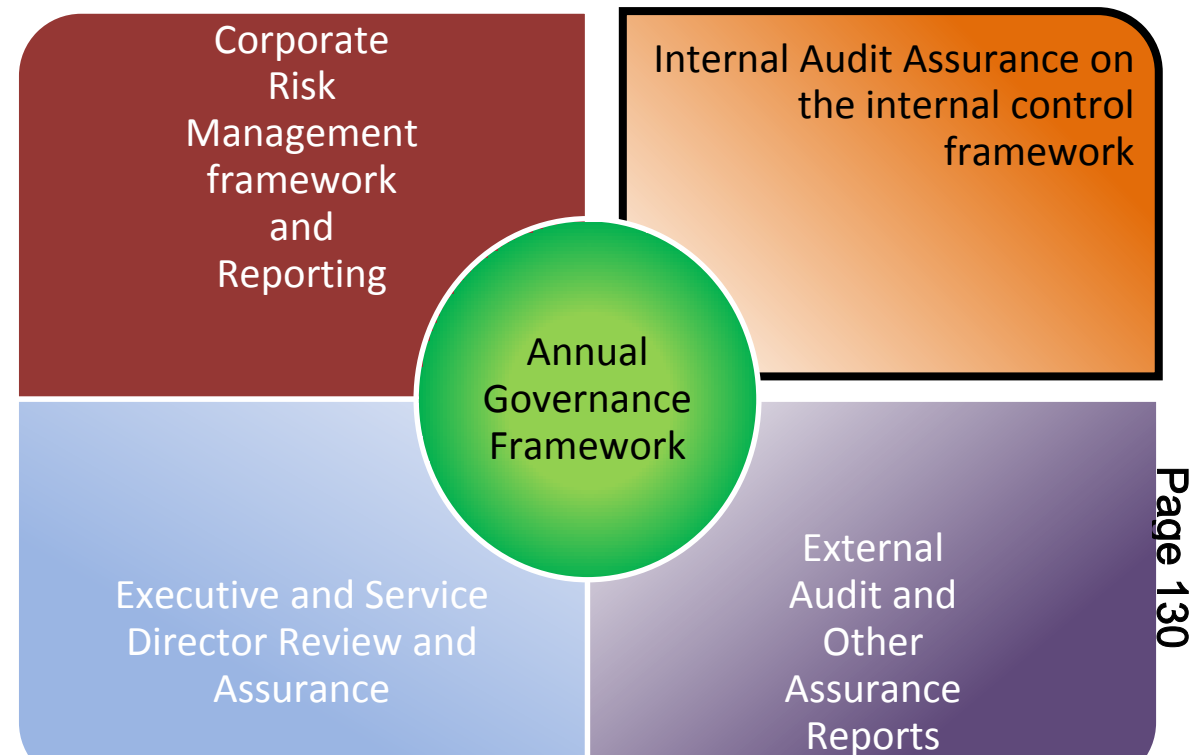 Corporate
Risk
Management
framework
and
Reporting
Internal Audit Assurance on
the internal control
framework
Annual
Governance
Framework
Executive and Service
Director Review and
Assurance
External
Audit and
Other
Assurance
Reports
Page 130